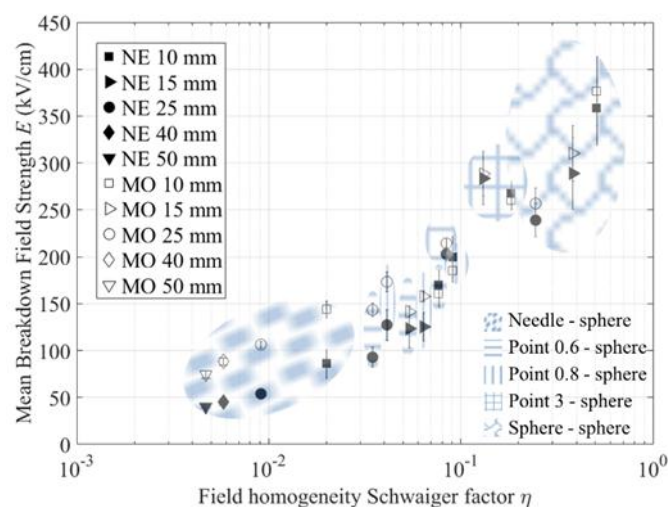 Mean Breakdown Field Strength E (kV/cm)
450
400
350
300
250
200
150
100
50
0
NE 10 mm
NE 15 mm
NE 25 mm
NE 40 mm
NE 50 mm
MO 10 mm
MO 15 mm
MO 25 mm
MO 40 mm
MO 50 mm
Needle - sphere
Point 0.6 - sphere
Point 0.8 - sphere
Point 3 - sphere
Sphere - sphere
10⁻³ 10⁻² 10⁻¹ 10⁰
Field homogeneity Schwaiger factor η